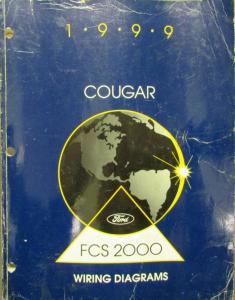 1·9·9·9
COUGAR
Ford
FCS 2000
WIRING DIAGRAMS